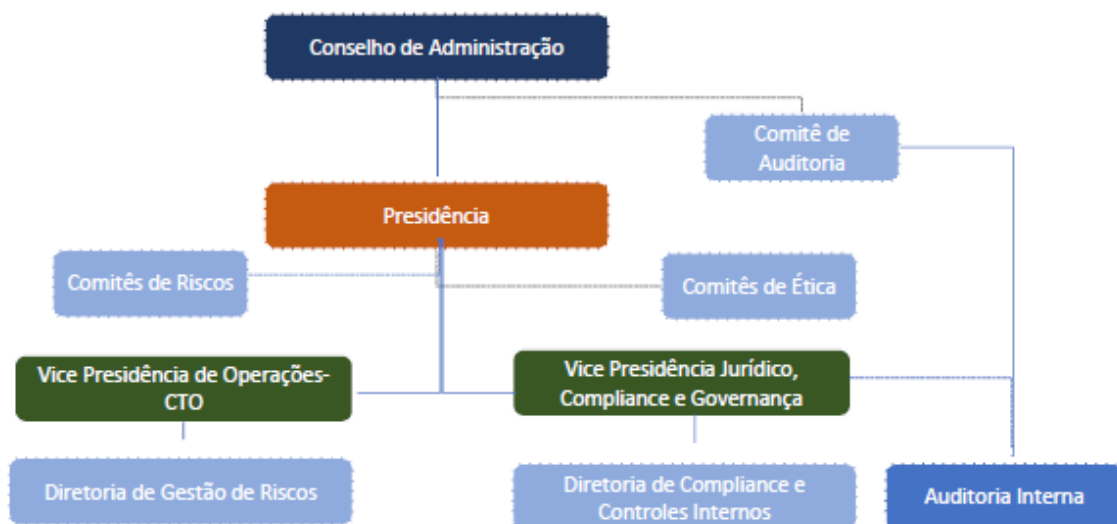 Conselho de Administração
Comitê de
Auditoria
Presidência
Comitês de Riscos
Comitês de Ética
Vice Presidência de Operações-
CTO
Vice Presidência Jurídico,
Compliance e Governança
Diretoria de Gestão de Riscos
Diretoria de Compliance e
Controles Internos
Auditoria Interna